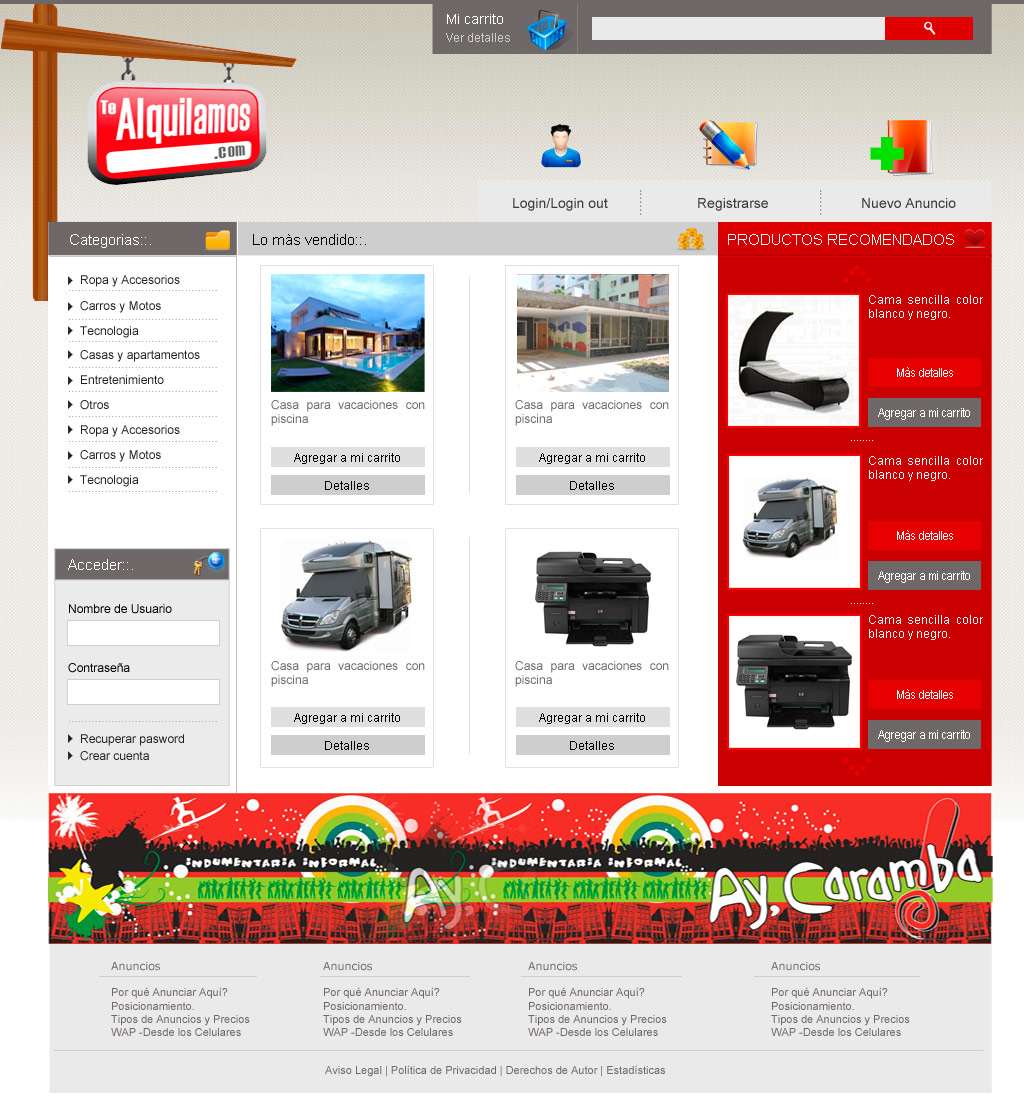 Mi carrito
Ver detalles
Te
Alquilamos
.com
Login/Login out
Registrarse
Nuevo Anuncio
Categorias::.
Ropa y Accesorios
Carros y Motos
Tecnologia
Casas y apartamentos
Entretenimiento
Otros
Ropa y Accesorios
Carros y Motos
Tecnologia
Acceder::.
Nombre de Usuario
Contraseña
Recuperar pasword
Crear cuenta
Lo màs vendido::.
Casa para vacaciones con
piscina
Agregar a mi carrito
Detalles
Casa para vacaciones con
piscina
Agregar a mi carrito
Detalles
Casa para vacaciones con
piscina
Agregar a mi carrito
Detalles
Casa para vacaciones con
piscina
Agregar a mi carrito
Detalles
PRODUCTOS RECOMENDADOS
Cama sencilla color
blanco y negro.
Màs detalles
Agregar a mi carrito
........
Cama sencilla color
blanco y negro.
Màs detalles
Agregar a mi carrito
........
Cama sencilla color
blanco y negro.
Màs detalles
Agregar a mi carrito
INDUMENTARIA INFORMAL...
INDUMENTARIA INFORMAL...
Ay, Ca
Ay, Caramba
Anuncios
Por qué Anunciar Aquí?
Posicionamiento.
Tipos de Anuncios y Precios
WAP -Desde los Celulares
Anuncios
Por qué Anunciar Aquí?
Posicionamiento.
Tipos de Anuncios y Precios
WAP -Desde los Celulares
Anuncios
Por qué Anunciar Aquí?
Posicionamiento.
Tipos de Anuncios y Precios
WAP -Desde los Celulares
Anuncios
Por qué Anunciar Aquí?
Posicionamiento.
Tipos de Anuncios y Precios
WAP -Desde los Celulares
Aviso Legal | Política de Privacidad | Derechos de Autor | Estadísticas